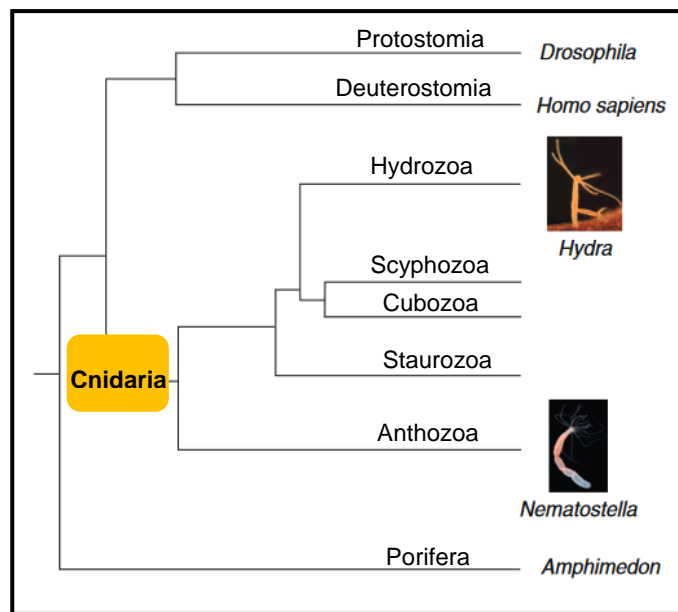 Protostomia
Drosophila
Deuterostomia
Homo sapiens
Hydrozoa
Hydra
Scyphozoa
Cubozoa
Cnidaria
Staurozoa
Anthozoa
Nematostella
Porifera
Amphimedon